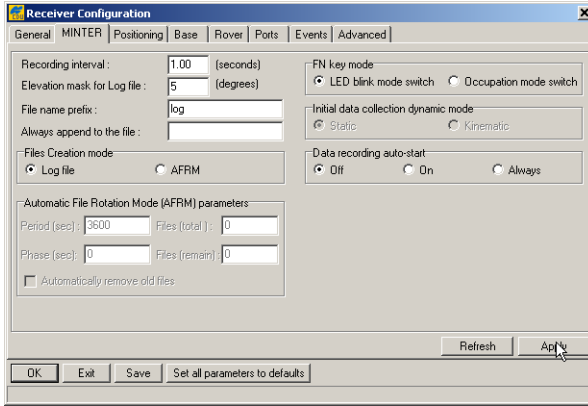 Receiver Configuration
General MINTER Positioning Base Rover Ports Events Advanced
Recording interval : 1.00 (seconds)
Elevation mask for Log file : 5 (degrees)
File name prefix : log
Always append to the file :
Files Creation mode
Log file AFRM
Automatic File Rotation Mode (AFRM) parameters
Period (sec) : 3600 Files (total ) : 0
Phase (sec): 0 Files (remain) : 0
Automatically remove old files
FN key mode
LED blink mode switch Occupation mode switch
Initial data collection dynamic mode
Static Kinematic
Data recording auto-start
Off On Always
Refresh Apply
OK Exit Save Set all parameters to defaults